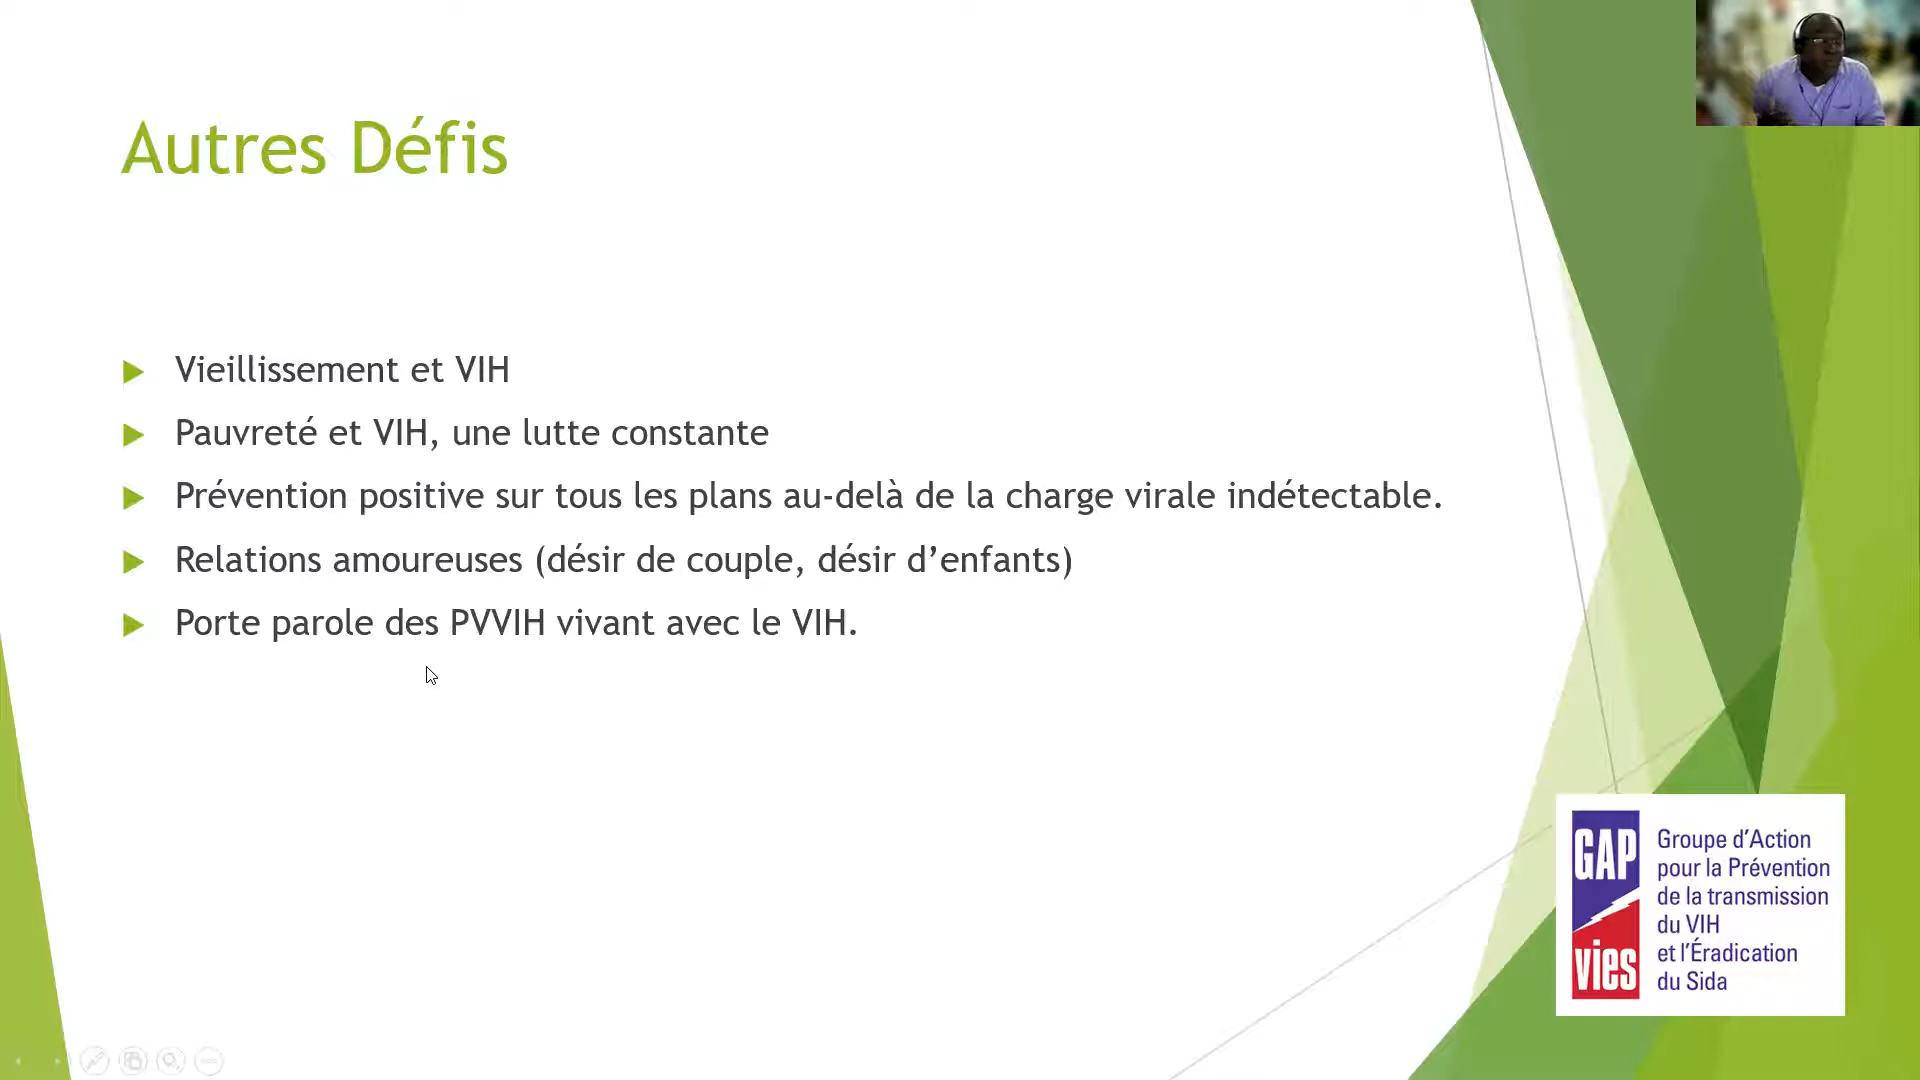 Autres Défis
Vieillissement et VIH
Pauvreté et VIH, une lutte constante
Prévention positive sur tous les plans au-delà de la charge virale indétectable.
Relations amoureuses (désir de couple, désir d’enfants)
Porte parole des PVVIH vivant avec le VIH.
GAP
vies
Groupe d’Action
pour la Prévention
de la transmission
du VIH
et l’Éradication
du Sida